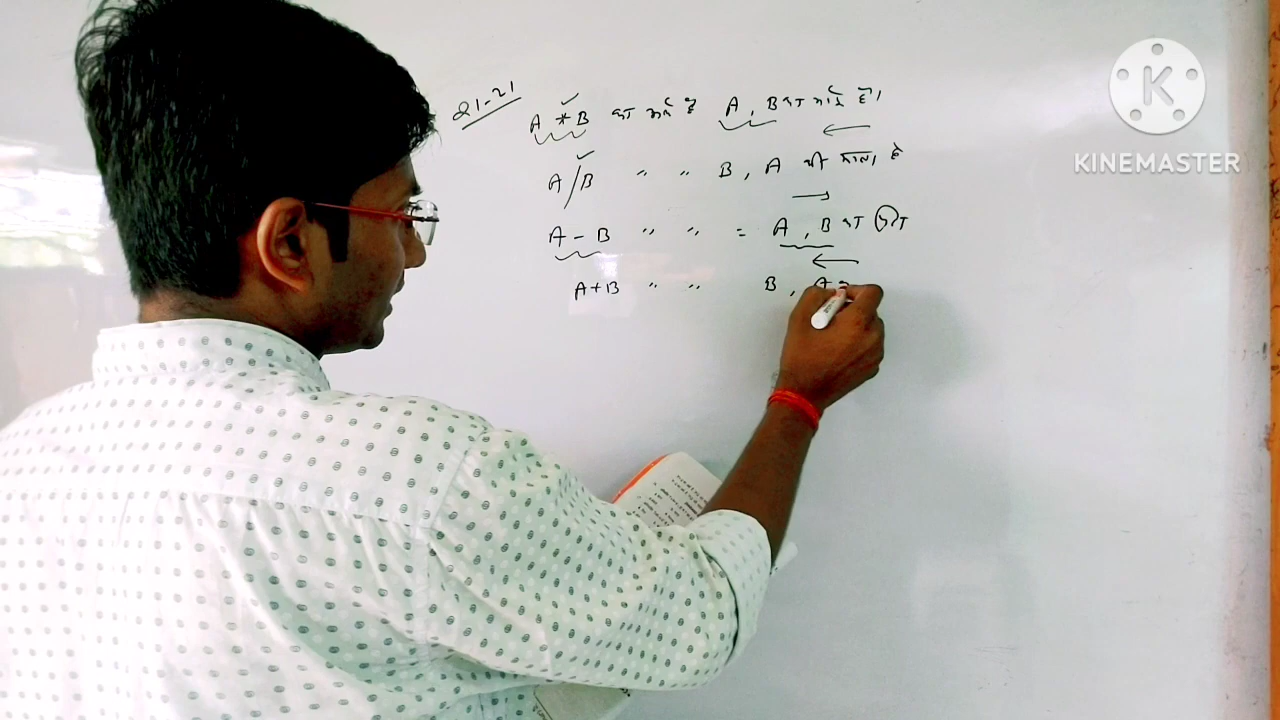 21-21
A * B का अर्थ है A, B का भाई है।
A/B " " B, A की माता है
A - B " " = A, B का पिता
A+B " " B, A
K
KINEMASTER